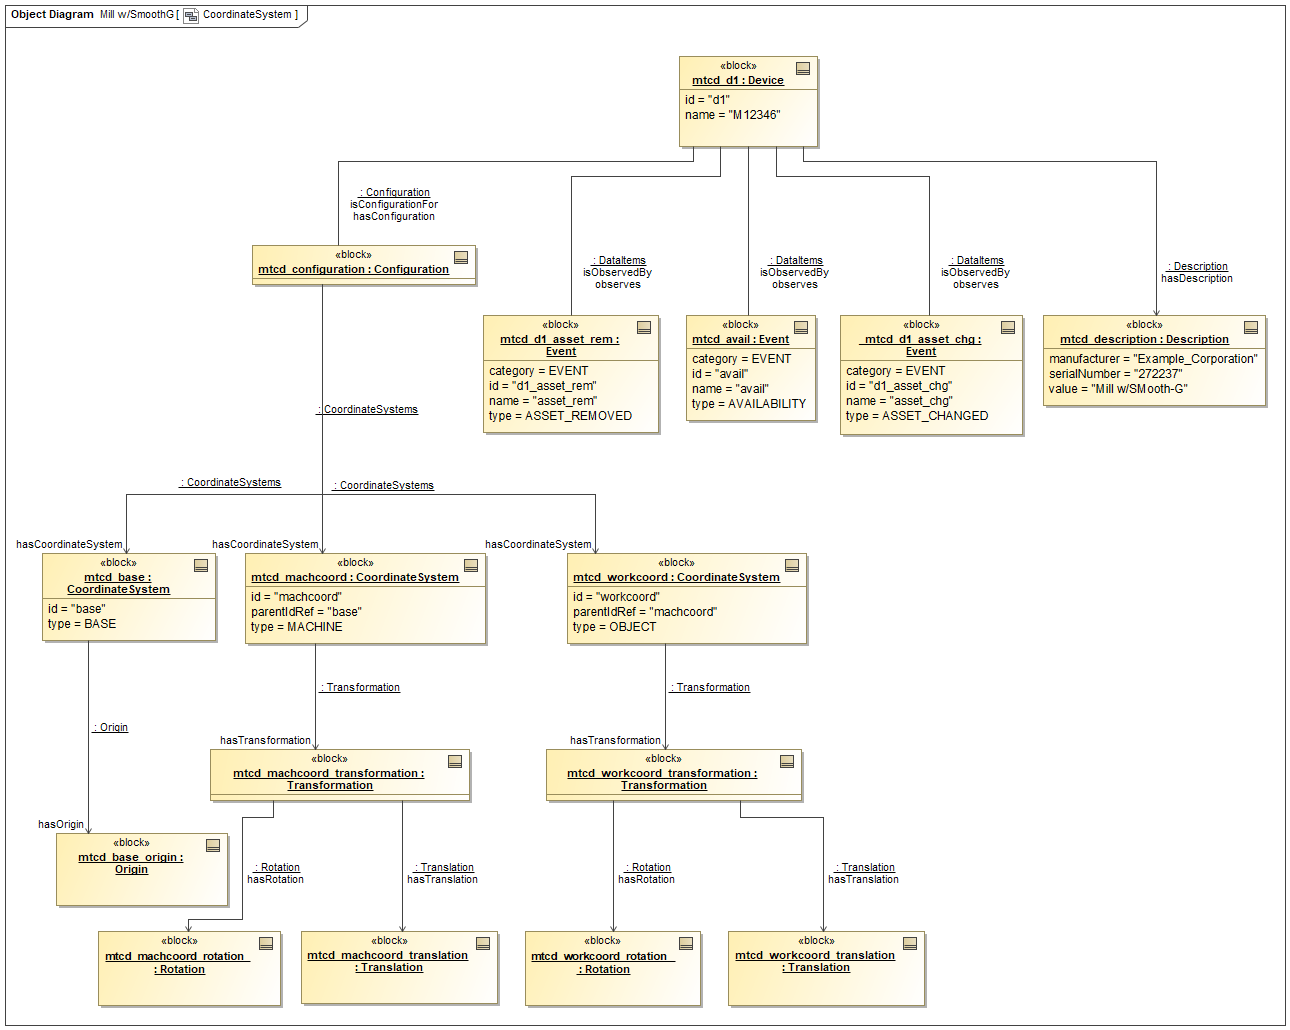 Object Diagram Mill w/SmoothG [ CoordinateSystem ]
«block»
mtcd_d1 : Device
id = "d1"
name = "M12346"
: Configuration
isConfigurationFor
hasConfiguration
«block»
mtcd_configuration : Configuration
: DataItems
isObservedBy
observes
: DataItems
isObservedBy
observes
: DataItems
isObservedBy
observes
: Description
hasDescription
«block»
mtcd_d1_asset_rem :
Event
category = EVENT
id = "d1_asset_rem"
name = "asset_rem"
type = ASSET_REMOVED
«block»
mtcd_avail : Event
category = EVENT
id = "avail"
name = "avail"
type = AVAILABILITY
«block»
_mtcd_d1_asset_chg :
Event
category = EVENT
id = "d1_asset_chg"
name = "asset_chg"
type = ASSET_CHANGED
«block»
mtcd_description : Description
manufacturer = "Example_Corporation"
serialNumber = "272237"
value = "Mill w/SMooth-G"
: CoordinateSystems
: CoordinateSystems
: CoordinateSystems
hasCoordinateSystem
hasCoordinateSystem
hasCoordinateSystem
«block»
mtcd_base :
CoordinateSystem
id = "base"
type = BASE
«block»
mtcd_machcoord : CoordinateSystem
id = "machcoord"
parentIdRef = "base"
type = MACHINE
«block»
mtcd_workcoord : CoordinateSystem
id = "workcoord"
parentIdRef = "machcoord"
type = OBJECT
: Origin
hasOrigin
: Transformation
hasTransformation
: Transformation
hasTransformation
«block»
mtcd_machcoord_transformation :
Transformation
«block»
mtcd_workcoord_transformation :
Transformation
«block»
mtcd_base_origin :
Origin
: Rotation
hasRotation
: Translation
hasTranslation
: Rotation
hasRotation
: Translation
hasTranslation
«block»
mtcd_machcoord_rotation_
: Rotation
«block»
mtcd_machcoord_translation
: Translation
«block»
mtcd_workcoord_rotation_
: Rotation
«block»
mtcd_workcoord_translation
: Translation